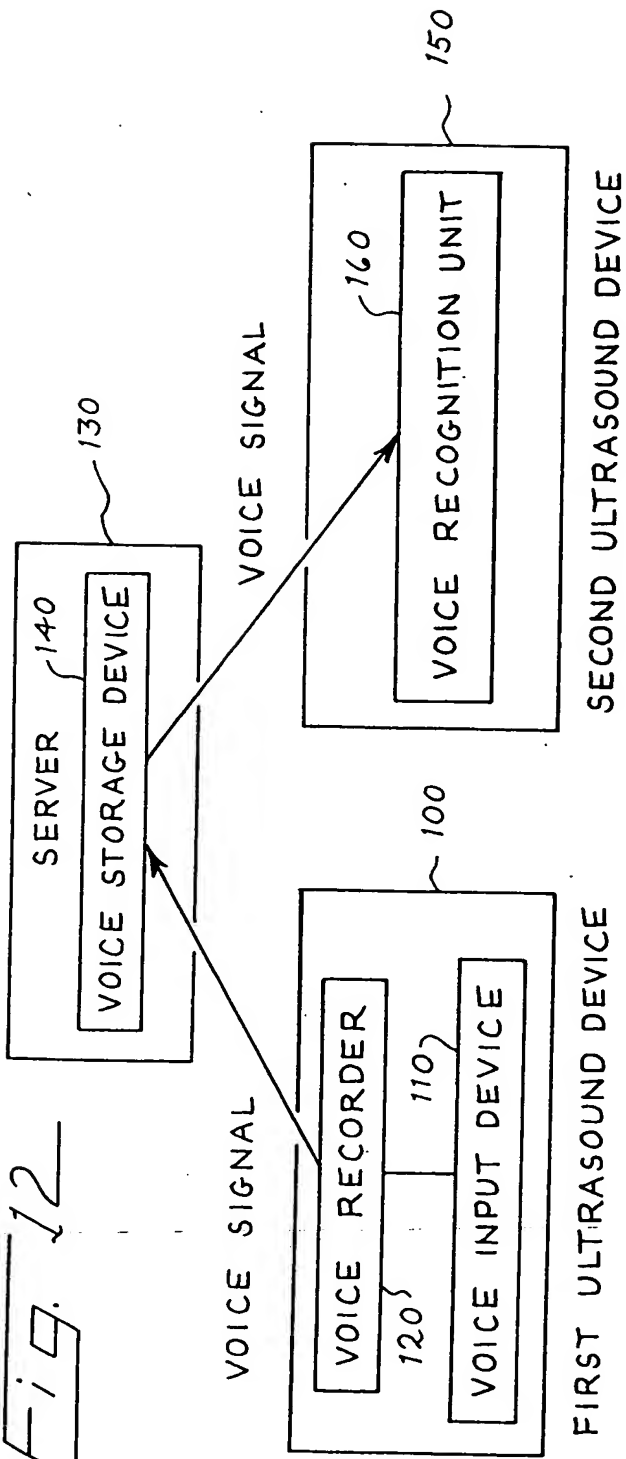 Fig. 12
SERVER
130
140
VOICE STORAGE DEVICE
VOICE SIGNAL
VOICE SIGNAL
100
VOICE RECORDER
120
110
VOICE INPUT DEVICE
FIRST ULTRASOUND DEVICE
150
160
VOICE RECOGNITION UNIT
SECOND ULTRASOUND DEVICE